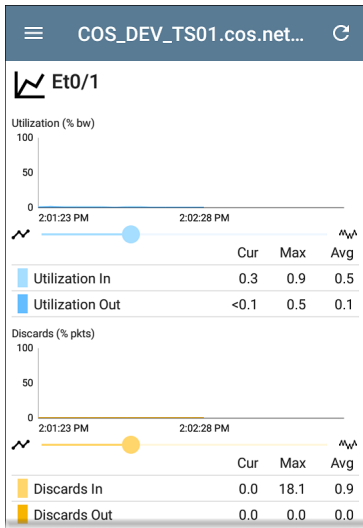 COS_DEV_TS01.cos.net...
Et0/1
Utilization (% bw)
100
50
0
2:01:23 PM 2:02:28 PM
Cur Max Avg
Utilization In 0.3 0.9 0.5
Utilization Out <0.1 0.5 0.1
Discards (% pkts)
100
50
0
2:01:23 PM 2:02:28 PM
Cur Max Avg
Discards In 0.0 18.1 0.9
Discards Out 0.0 0.0 0.0